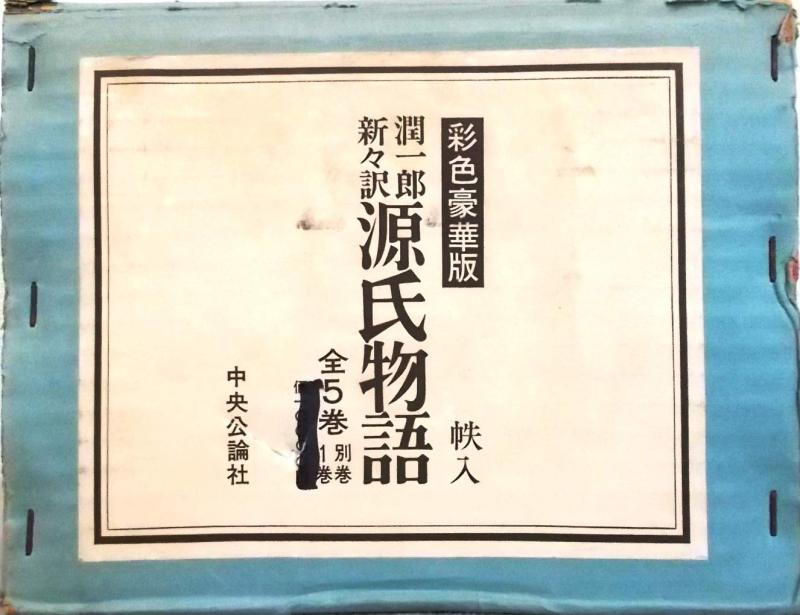 彩色豪華版
帙入
潤一郎
新々訳
源氏物語
全5巻
別巻
1巻
中央公論社